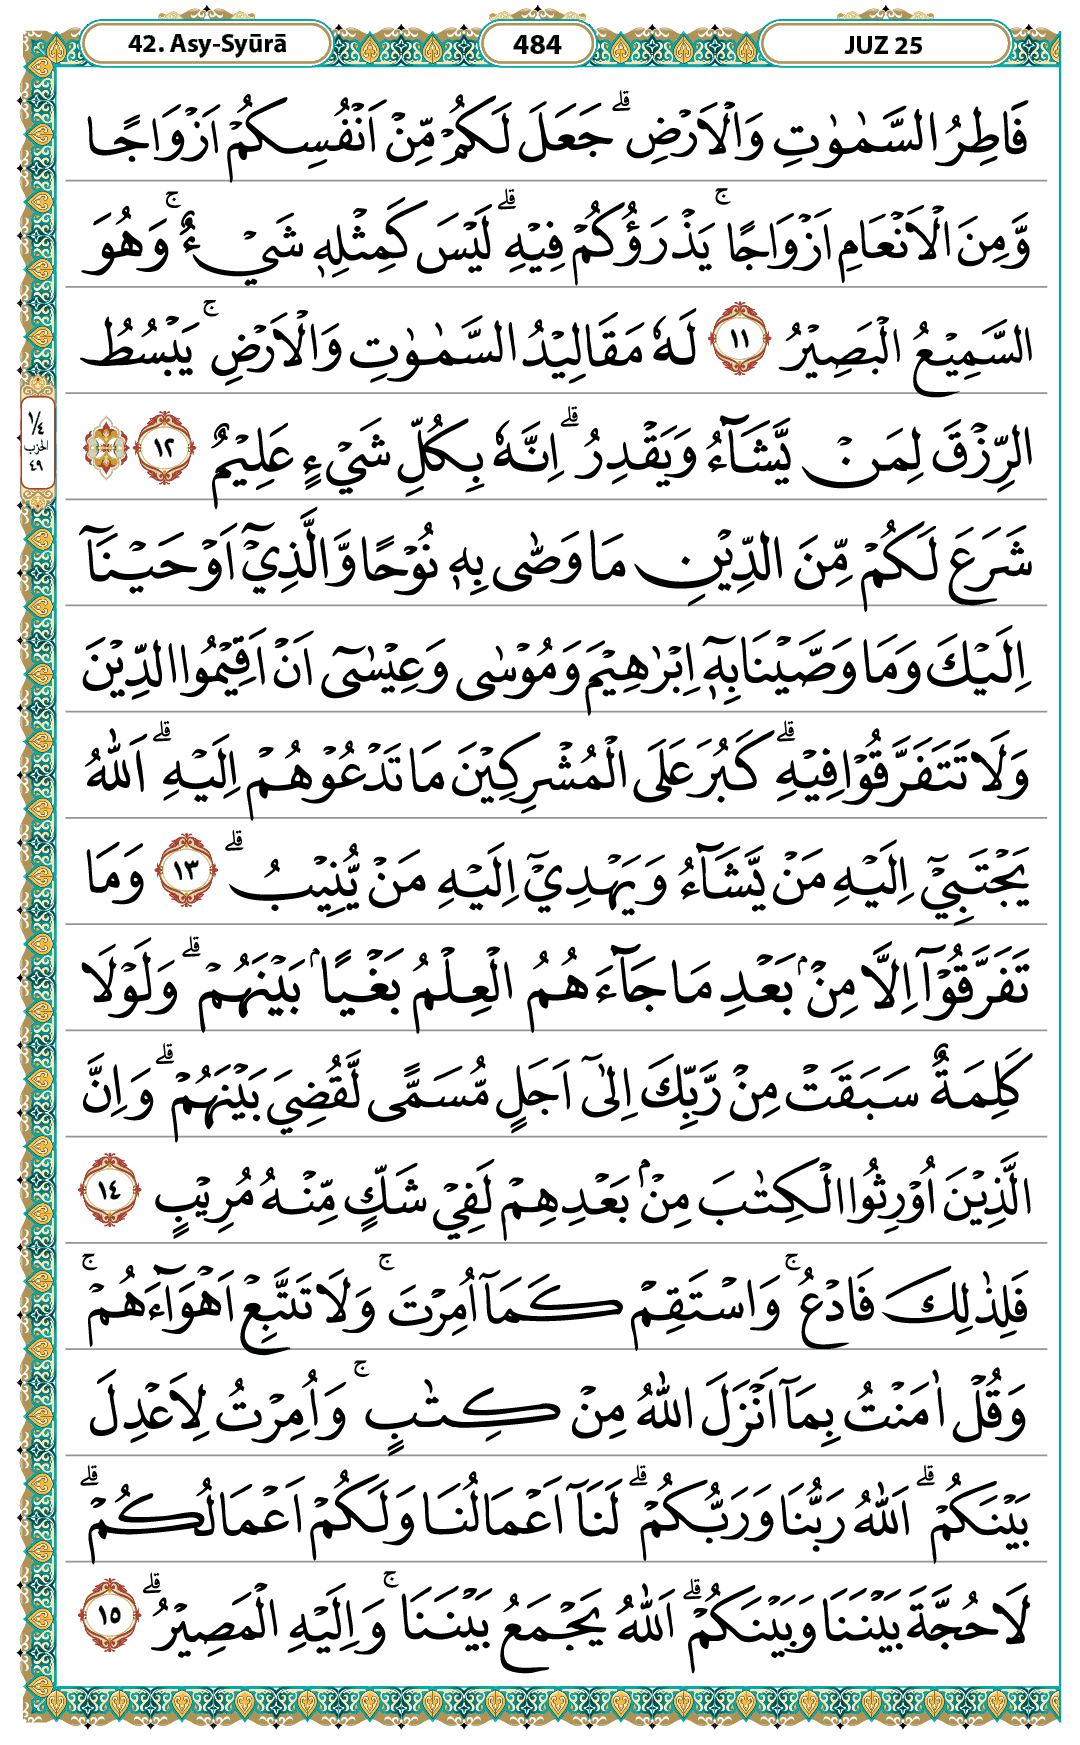 42. Asy-Syūrā
484
JUZ 25
فَاطِرُ السَّمٰوٰتِ وَالْاَرْضِۗ جَعَلَ لَكُمْ مِّنْ اَنْفُسِكُمْ اَزْوَاجًا
وَّمِنَ الْاَنْعَامِ اَزْوَاجًاۚ يَذْرَؤُكُمْ فِيْهِۗ لَيْسَ كَمِثْلِهٖ شَيْءٌۚ وَهُوَ
السَّمِيْعُ الْبَصِيْرُ ١١ لَهٗ مَقَالِيْدُ السَّمٰوٰتِ وَالْاَرْضِۚ يَبْسُطُ
الرِّزْقَ لِمَنْ يَّشَاۤءُ وَيَقْدِرُۗ اِنَّهٗ بِكُلِّ شَيْءٍ عَلِيْمٌ ١٢
١/٤
الحزب
٤٩
شَرَعَ لَكُمْ مِّنَ الدِّيْنِ مَا وَصّٰى بِهٖ نُوْحًا وَّالَّذِيْٓ اَوْحَيْنَآ
اِلَيْكَ وَمَا وَصَّيْنَا بِهٖٓ اِبْرٰهِيْمَ وَمُوْسٰى وَعِيْسٰىٓ اَنْ اَقِيْمُوا الدِّيْنَ
وَلَا تَتَفَرَّقُوْا فِيْهِۗ كَبُرَ عَلَى الْمُشْرِكِيْنَ مَا تَدْعُوْهُمْ اِلَيْهِۗ اَللّٰهُ
يَجْتَبِيْٓ اِلَيْهِ مَنْ يَّشَاۤءُ وَيَهْدِيْٓ اِلَيْهِ مَنْ يُّنِيْبُۗ ١٣ وَمَا
تَفَرَّقُوْٓا اِلَّا مِنْۢ بَعْدِ مَا جَاۤءَهُمُ الْعِلْمُ بَغْيًاۢ بَيْنَهُمْۗ وَلَوْلَا
كَلِمَةٌ سَبَقَتْ مِنْ رَّبِّكَ اِلٰٓى اَجَلٍ مُّسَمًّى لَّقُضِيَ بَيْنَهُمْۗ وَاِنَّ
الَّذِيْنَ اُوْرِثُوا الْكِتٰبَ مِنْۢ بَعْدِهِمْ لَفِيْ شَكٍّ مِّنْهُ مُرِيْبٍ ١٤
فَلِذٰلِكَ فَادْعُۚ وَاسْتَقِمْ كَمَآ اُمِرْتَۚ وَلَا تَتَّبِعْ اَهْوَاۤءَهُمْۚ
وَقُلْ اٰمَنْتُ بِمَآ اَنْزَلَ اللّٰهُ مِنْ كِتٰبٍۚ وَاُمِرْتُ لِاَعْدِلَ
بَيْنَكُمْۗ اَللّٰهُ رَبُّنَا وَرَبُّكُمْۗ لَنَآ اَعْمَالُنَا وَلَكُمْ اَعْمَالُكُمْۗ
لَا حُجَّةَ بَيْنَنَا وَبَيْنَكُمْۗ اَللّٰهُ يَجْمَعُ بَيْنَنَاۚ وَاِلَيْهِ الْمَصِيْرُۗ ١٥